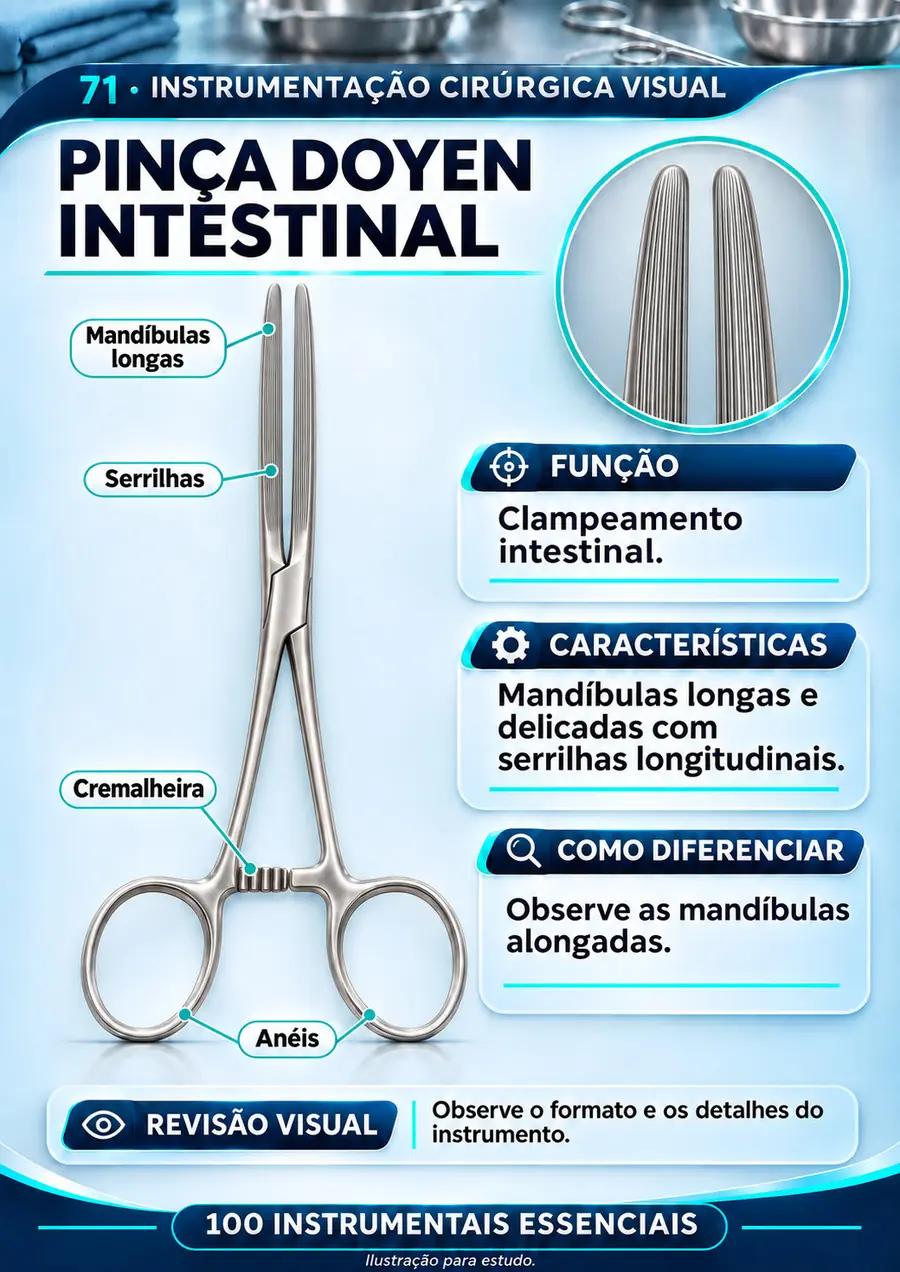 71 · INSTRUMENTAÇÃO CIRÚRGICA VISUAL
PINÇA DOYEN
INTESTINAL
Mandíbulas
longas
Serrilhas
Cremalheira
Anéis
FUNÇÃO
Clampeamento
intestinal.
CARACTERÍSTICAS
Mandíbulas longas e
delicadas com
serrilhas longitudinais.
COMO DIFERENCIAR
Observe as mandíbulas
alongadas.
REVISÃO VISUAL
Observe o formato e os detalhes do
instrumento.
100 INSTRUMENTAIS ESSENCIAIS
Ilustração para estudo.